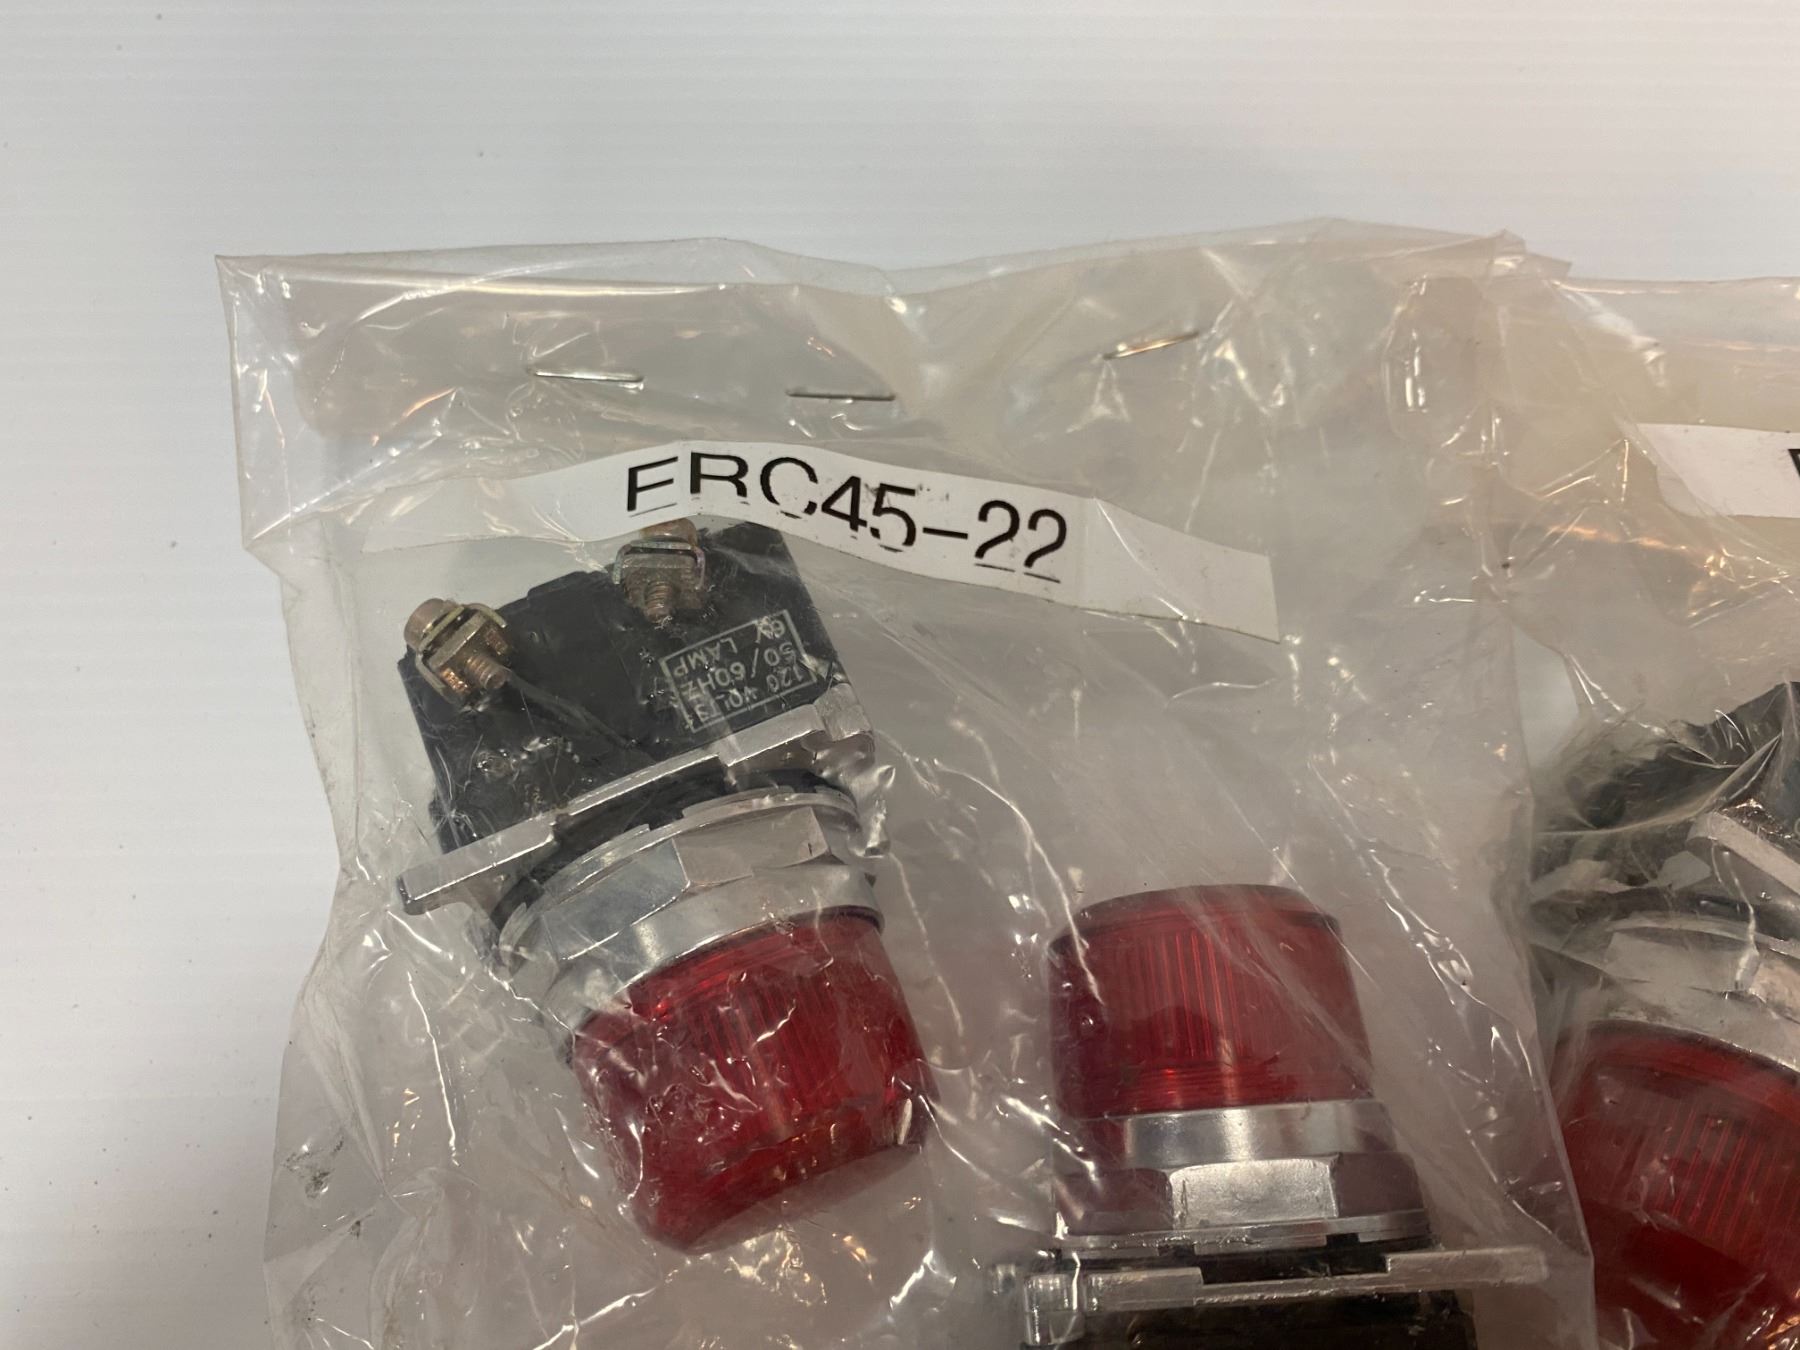 ERC45-22
120 VOLTS
50/60HZ
6V LAMP